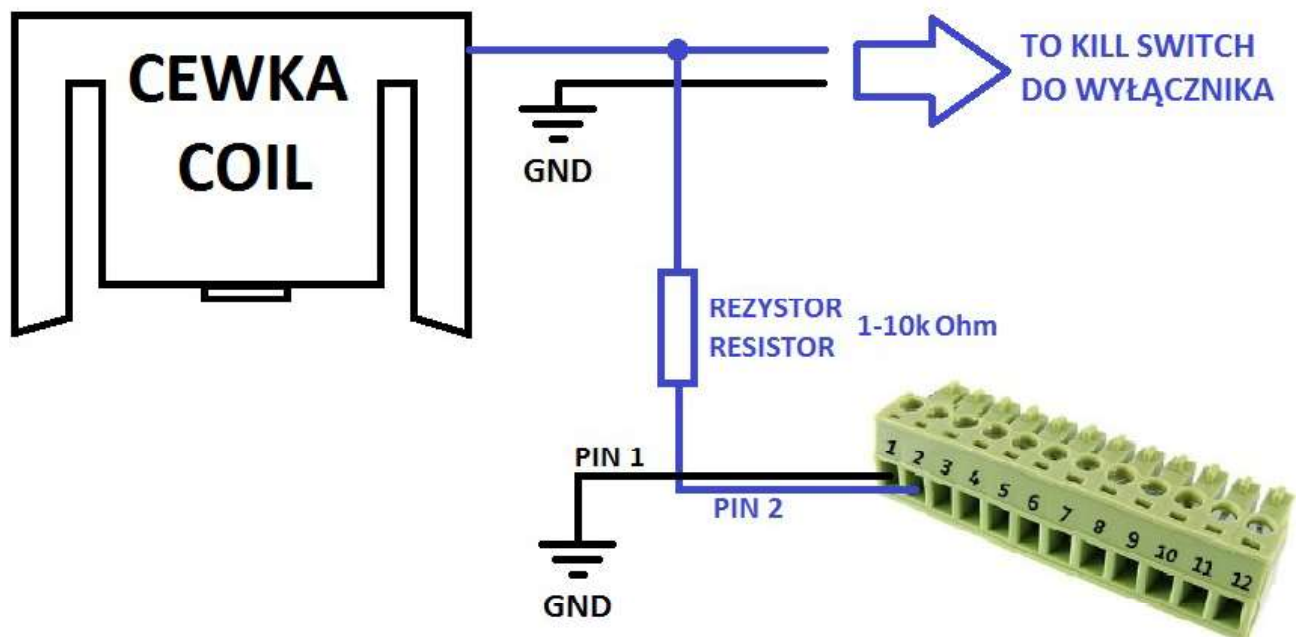 CEWKA
COIL
TO KILL SWITCH
DO WYŁĄCZNIKA
GND
REZYSTOR
RESISTOR
1-10k Ohm
PIN 1
PIN 2
GND
1 2 3 4 5 6 7 8 9 10 11 12